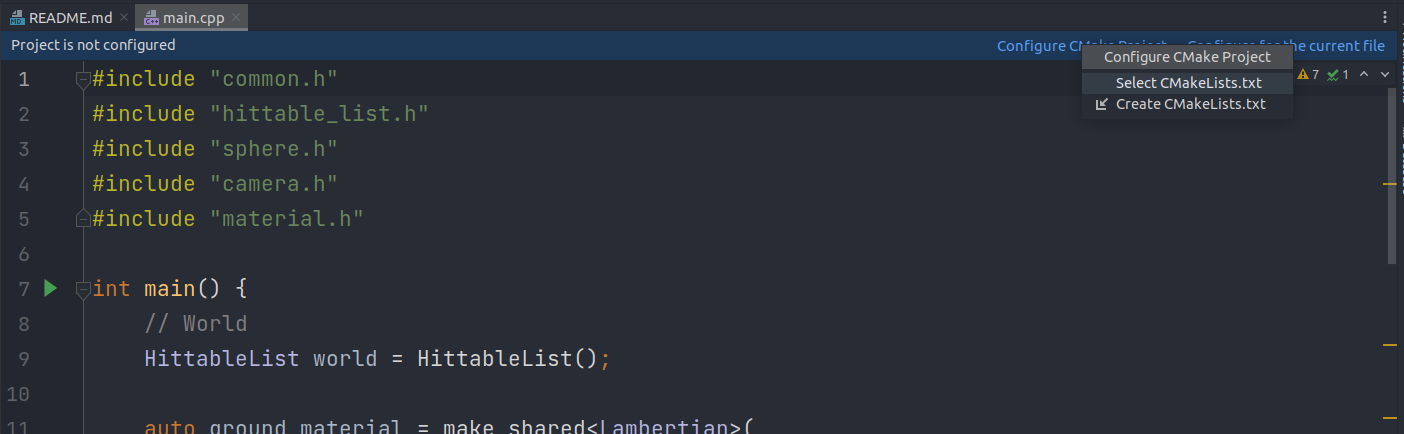 README.md
main.cpp
Project is not configured
Configure CMake Project
the current file
Configure CMake Project
Select CMakeLists.txt
Create CMakeLists.txt
7 1
1 #include "common.h"
2 #include "hittable_list.h"
3 #include "sphere.h"
4 #include "camera.h"
5 #include "material.h"
6
7 int main() {
8 // World
9 HittableList world = HittableList();
10
11 auto ground_material = make_shared<Lambertian>(